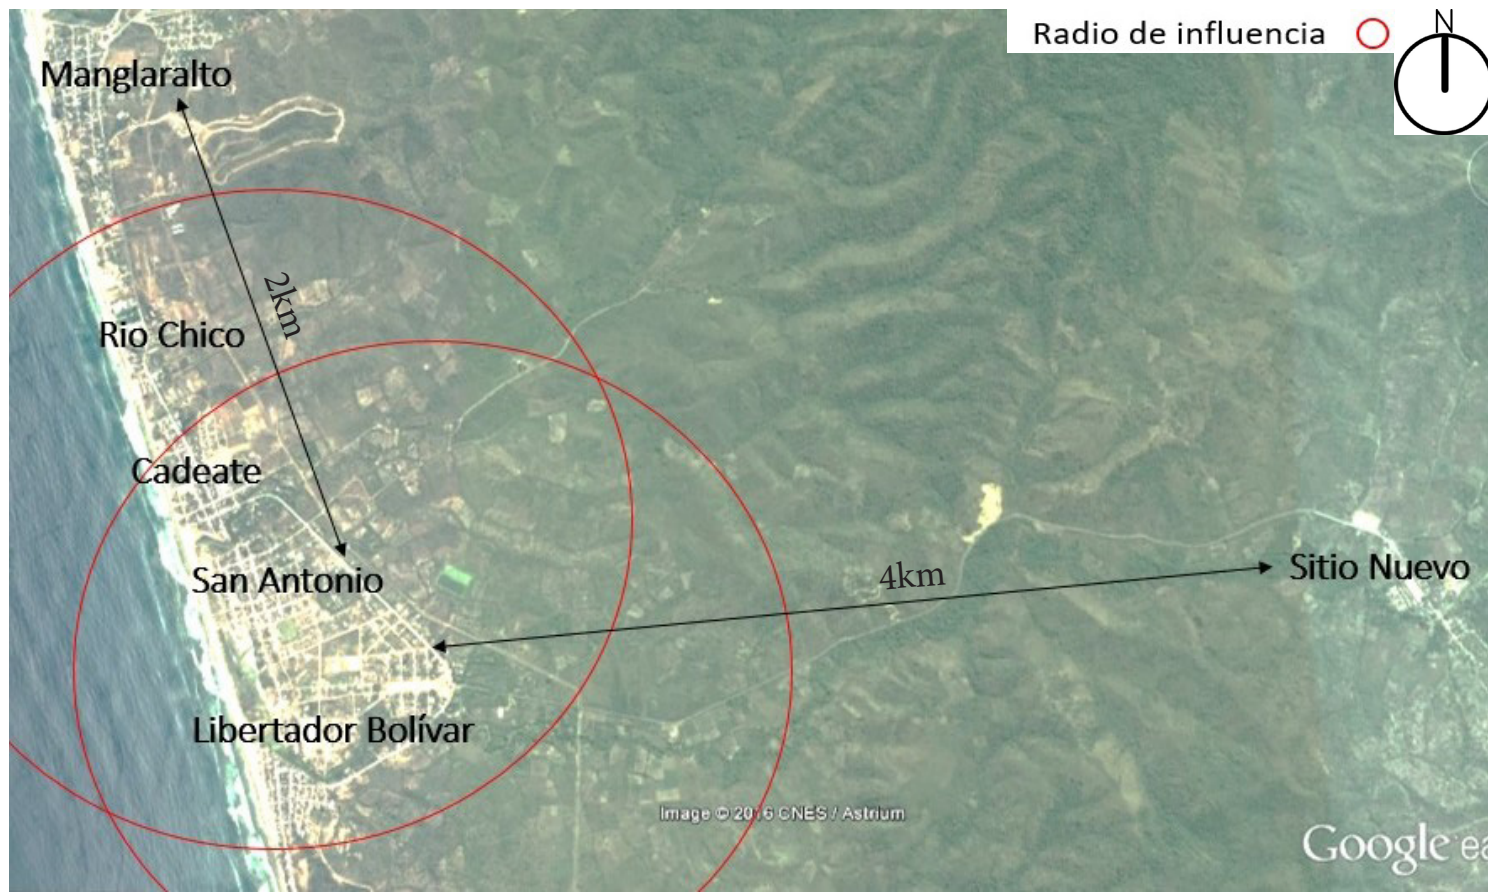 Radio de influencia
N
Manglaralto
2km
Rio Chico
Cadeate
San Antonio
4km
Sitio Nuevo
Libertador Bolívar
Image © 2016 CNES / Astrium
Google ea